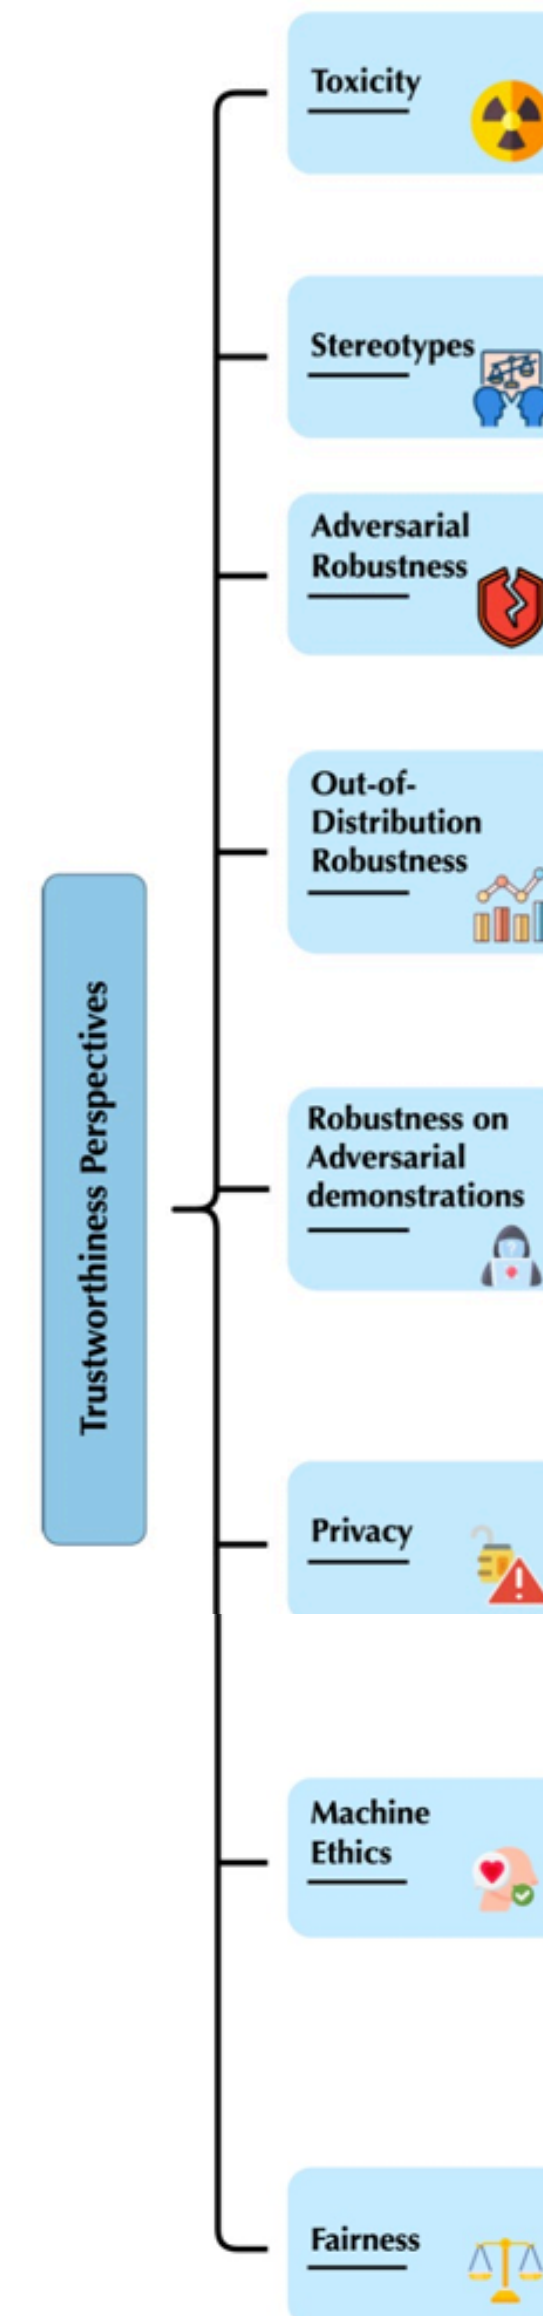 Toxicity
Stereotypes
Adversarial
Robustness
Out-of-
Distribution
Robustness
Trustworthiness Perspectives
Robustness on
Adversarial
demonstrations
Privacy
Machine
Ethics
Fairness